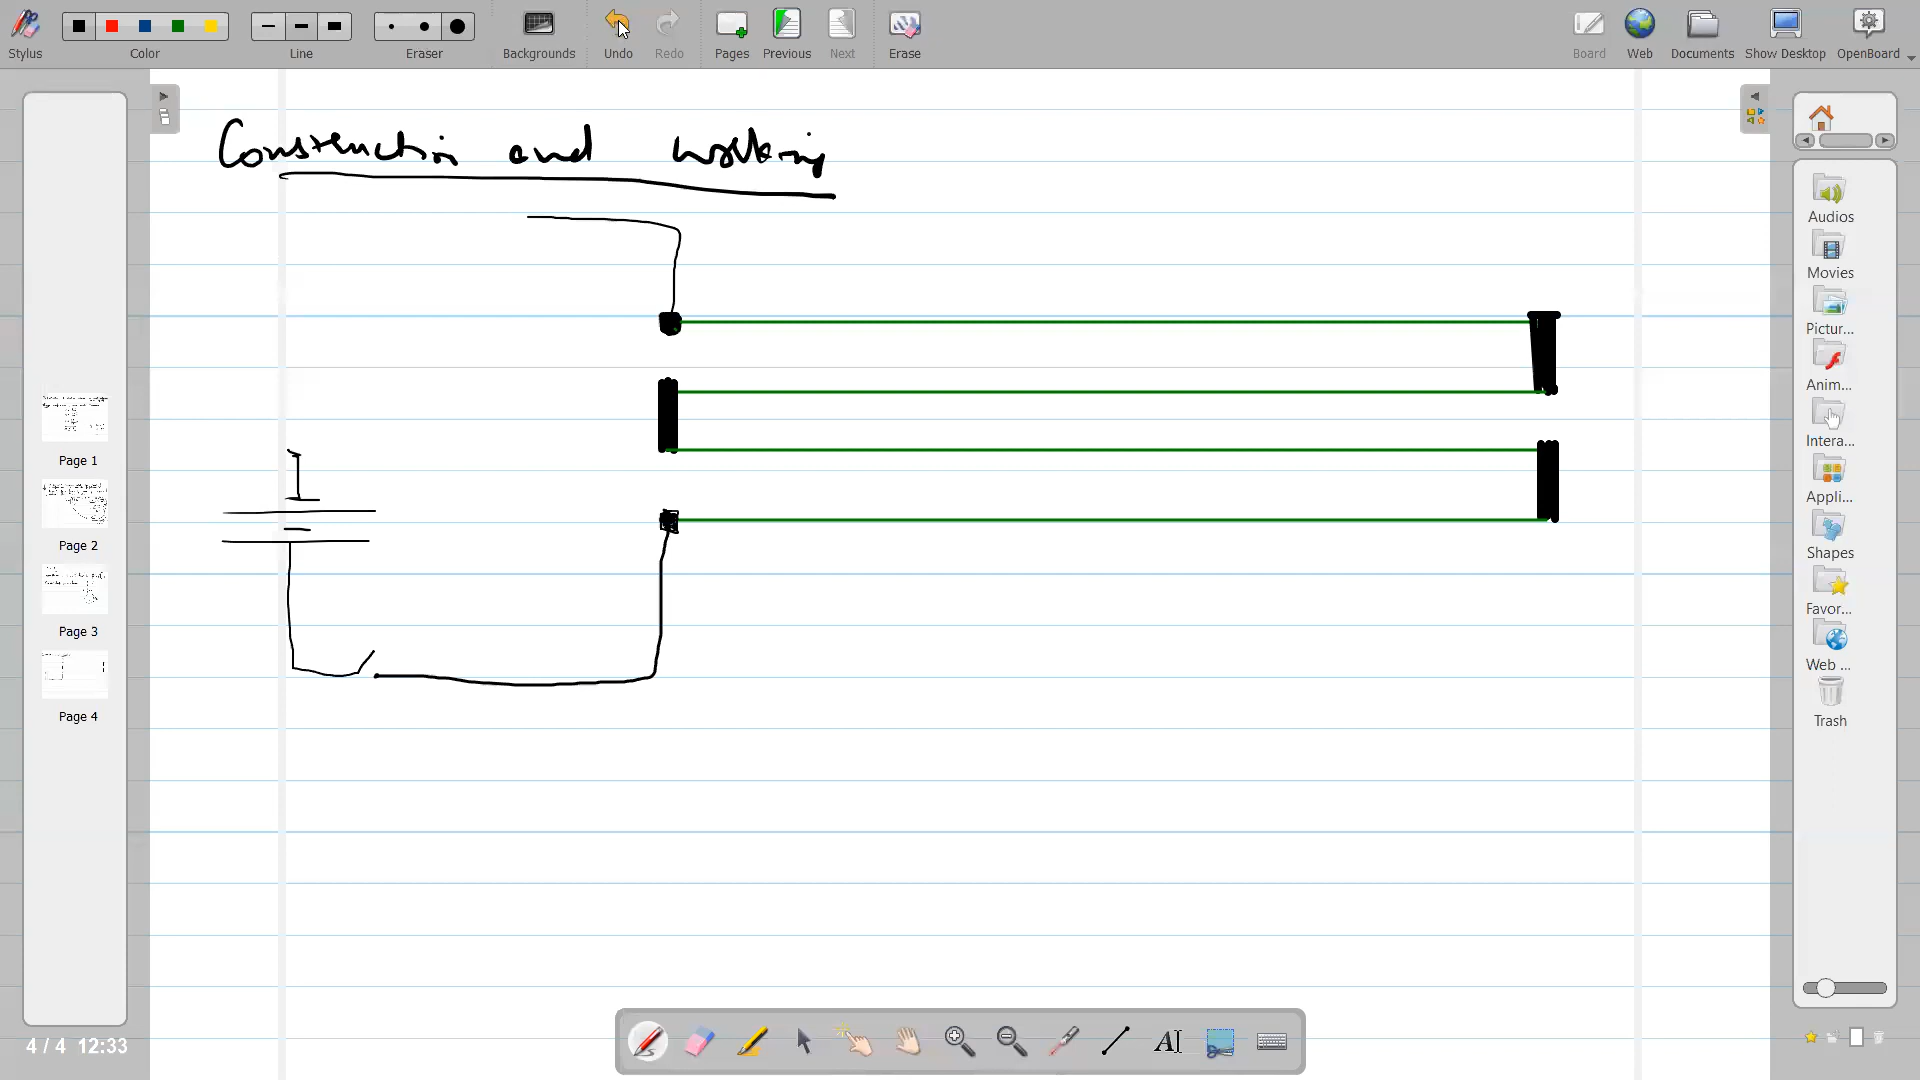 Stylus
Color
Line
Eraser
Backgrounds
Undo
Redo
Pages
Previous
Next
Erase
Board
Web
Documents
Show Desktop
OpenBoard
Construction and working
Page 1
Page 2
Page 3
Page 4
4 / 4 12:33
Audios
Movies
Pictur...
Anim...
Intera...
Appli...
Shapes
Favor...
Web ...
Trash
AI